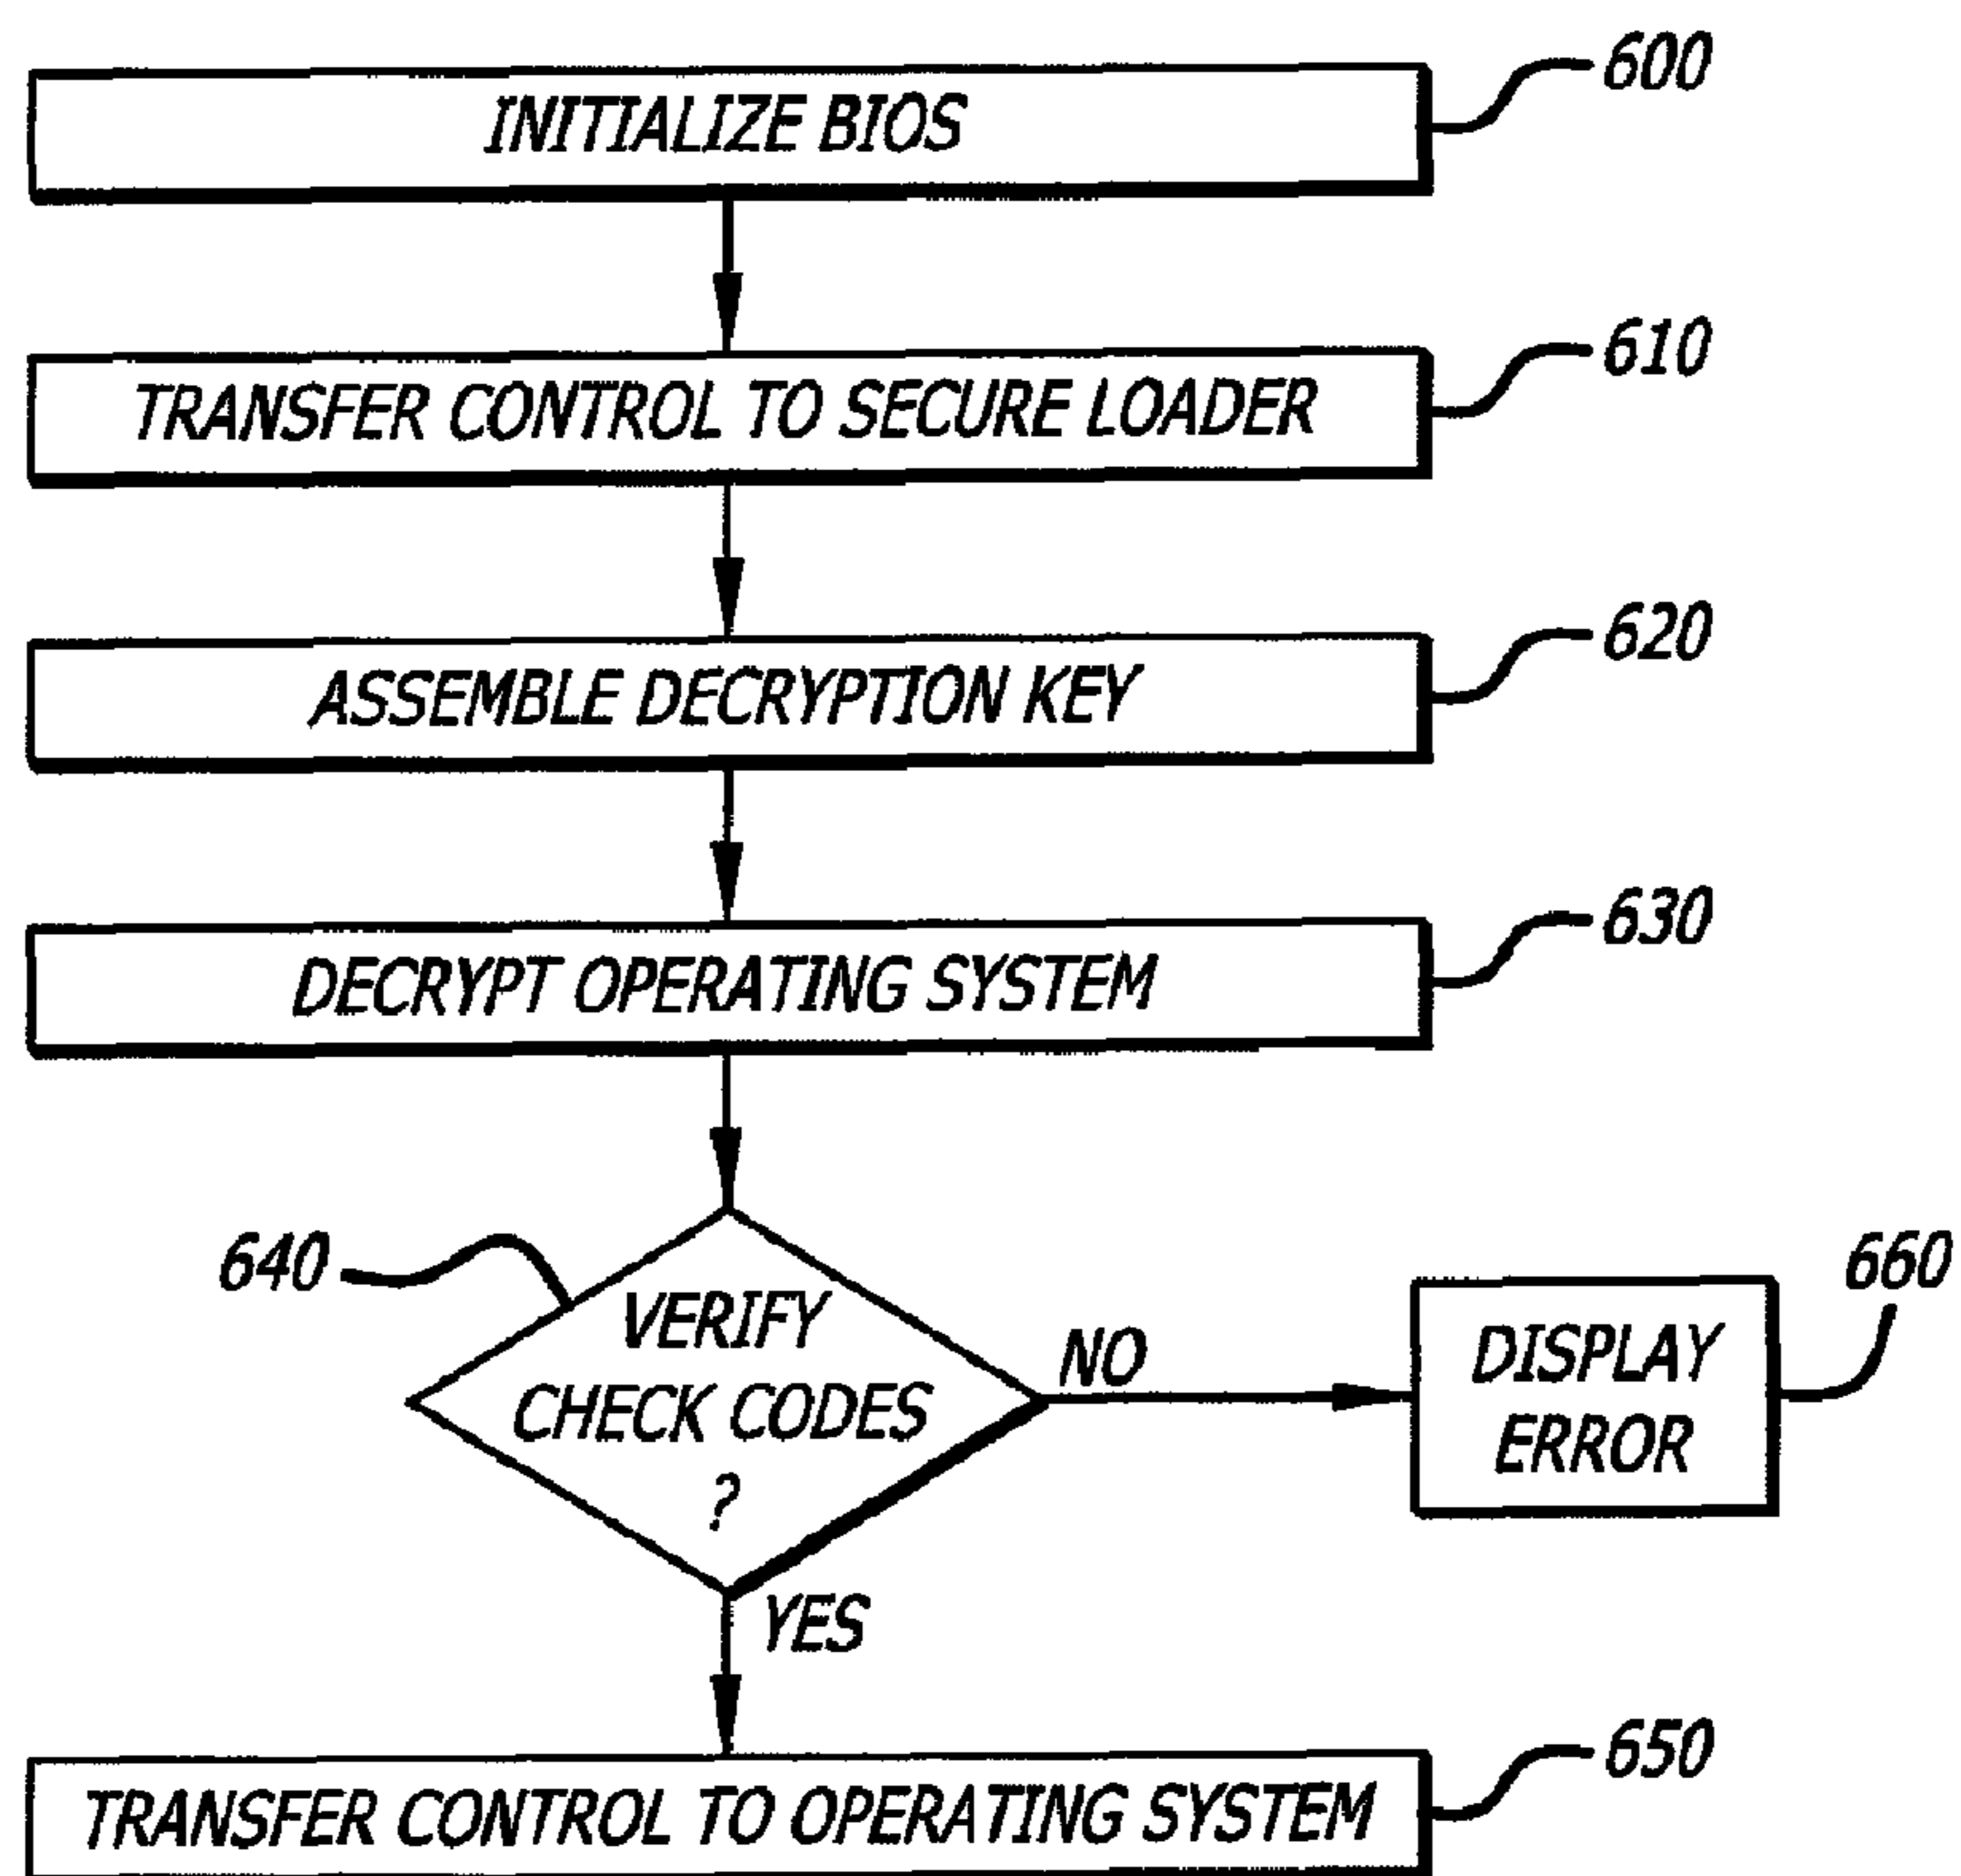 600
INITIALIZE BIOS
610
TRANSFER CONTROL TO SECURE LOADER
620
ASSEMBLE DECRYPTION KEY
630
DECRYPT OPERATING SYSTEM
640
VERIFY
CHECK CODES
?
NO
660
DISPLAY
ERROR
YES
650
TRANSFER CONTROL TO OPERATING SYSTEM